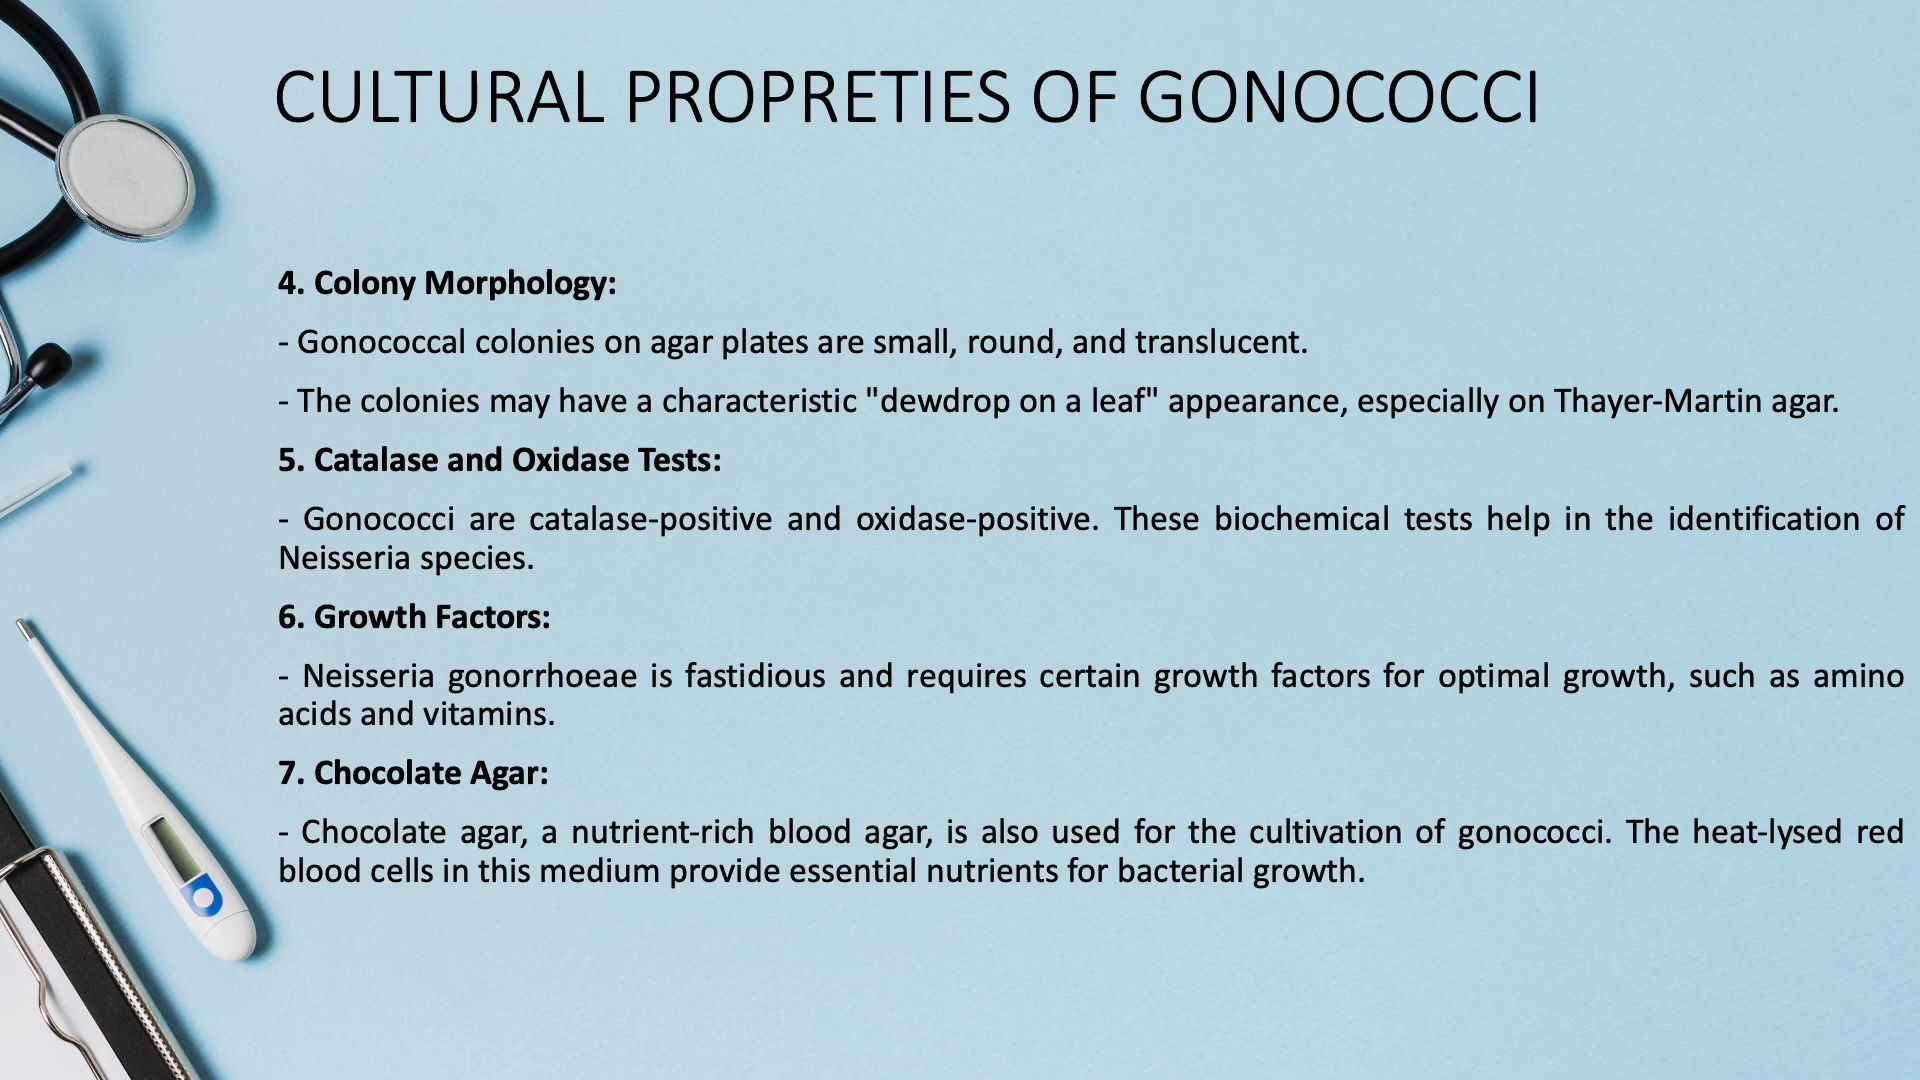 CULTURAL PROPRETIES OF GONOCOCCI
4. Colony Morphology:
- Gonococcal colonies on agar plates are small, round, and translucent.
- The colonies may have a characteristic "dewdrop on a leaf" appearance, especially on Thayer-Martin agar.
5. Catalase and Oxidase Tests:
- Gonococci are catalase-positive and oxidase-positive. These biochemical tests help in the identification of
Neisseria species.
6. Growth Factors:
- Neisseria gonorrhoeae is fastidious and requires certain growth factors for optimal growth, such as amino
acids and vitamins.
7. Chocolate Agar:
- Chocolate agar, a nutrient-rich blood agar, is also used for the cultivation of gonococci. The heat-lysed red
blood cells in this medium provide essential nutrients for bacterial growth.